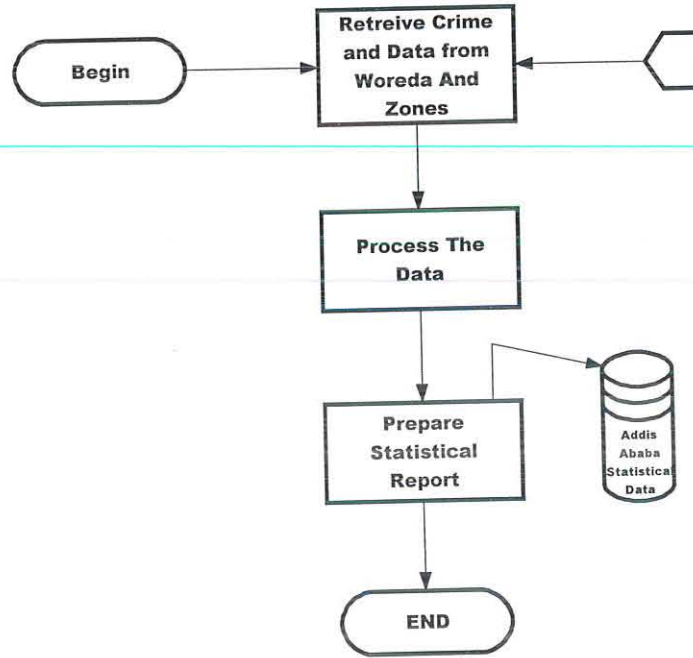 Begin
Retreive Crime
and Data from
Woreda And
Zones
Process The
Data
Prepare
Statistical
Report
Addis
Ababa
Statistical
Data
END